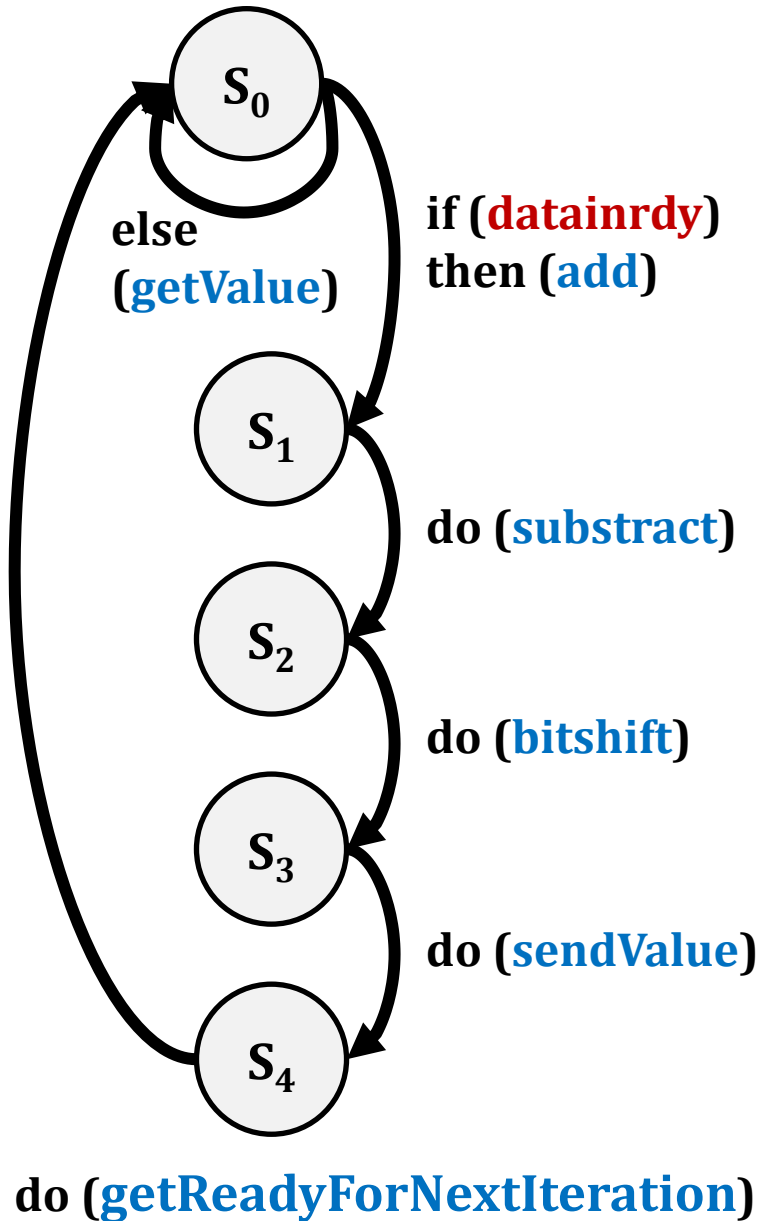 S₀
else
(getValue)
if (datainrdy)
then (add)
S₁
do (substract)
S₂
do (bitshift)
S₃
do (sendValue)
S₄
do (getReadyForNextIteration)